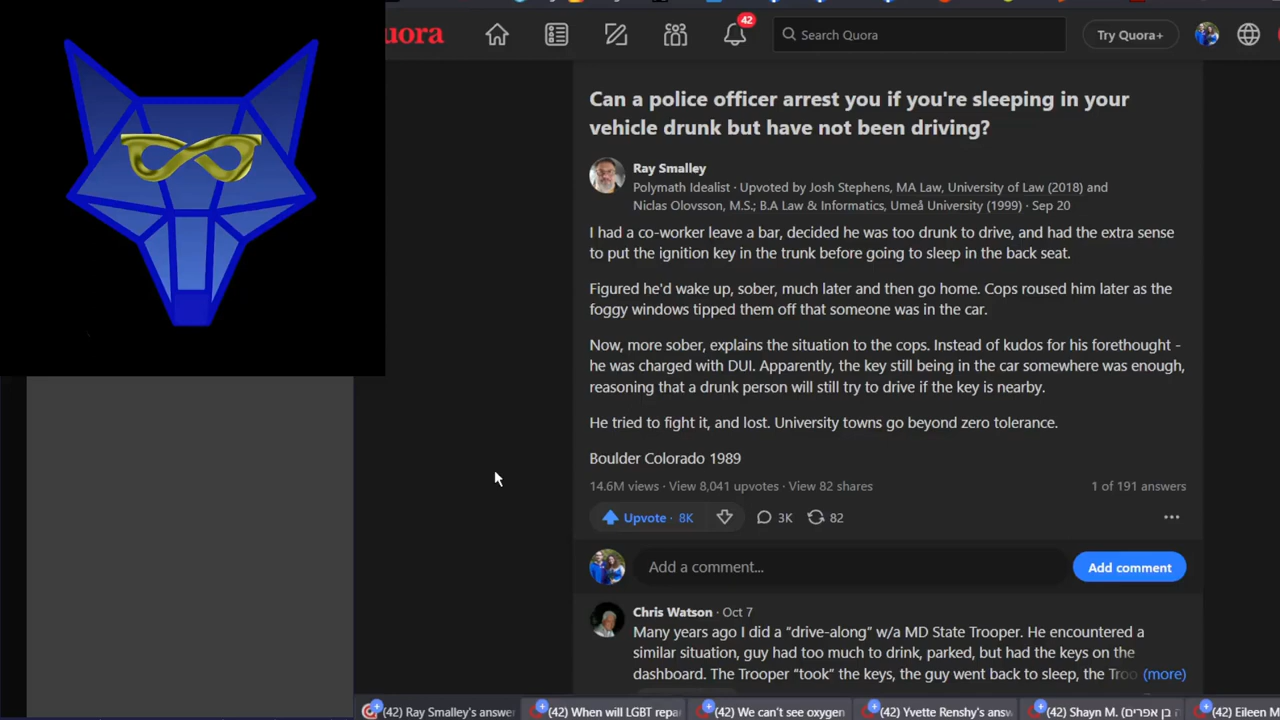 uora
42
Search Quora
Try Quora+
Can a police officer arrest you if you're sleeping in your
vehicle drunk but have not been driving?
Ray Smalley
Polymath Idealist · Upvoted by Josh Stephens, MA Law, University of Law (2018) and
Niclas Olovsson, M.S.; B.A Law & Informatics, Umeå University (1999) · Sep 20
I had a co-worker leave a bar, decided he was too drunk to drive, and had the extra sense
to put the ignition key in the trunk before going to sleep in the back seat.
Figured he'd wake up, sober, much later and then go home. Cops roused him later as the
foggy windows tipped them off that someone was in the car.
Now, more sober, explains the situation to the cops. Instead of kudos for his forethought -
he was charged with DUI. Apparently, the key still being in the car somewhere was enough,
reasoning that a drunk person will still try to drive if the key is nearby.
He tried to fight it, and lost. University towns go beyond zero tolerance.
Boulder Colorado 1989
14.6M views · View 8,041 upvotes · View 82 shares
1 of 191 answers
Upvote · 8K
3K
82
Add a comment...
Add comment
Chris Watson · Oct 7
Many years ago I did a “drive-along” w/a MD State Trooper. He encountered a
similar situation, guy had too much to drink, parked, but had the keys on the
dashboard. The Trooper “took” the keys, the guy went back to sleep, the Troo (more)
(42) Ray Smalley's answe
(42) When will LGBT repa
(42) We can't see oxygen
(42) Yvette Renshy's answ
(42) Shayn M. (בן אפרים) ה
(42) Eileen M